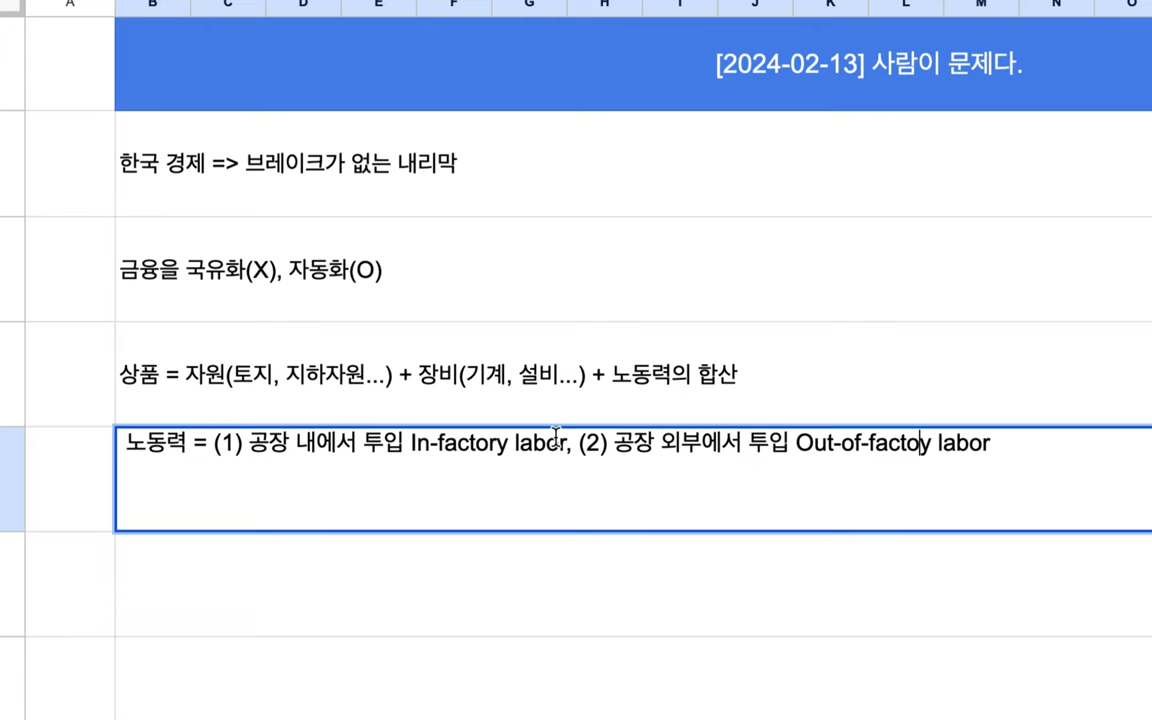 A B C D E F G H I J K L M N O
[2024-02-13] 사람이 문제다.
한국 경제 => 브레이크가 없는 내리막
금융을 국유화(X), 자동화(O)
상품 = 자원(토지, 지하자원...) + 장비(기계, 설비...) + 노동력의 합산
노동력 = (1) 공장 내에서 투입 In-factory labor, (2) 공장 외부에서 투입 Out-of-factoy labor